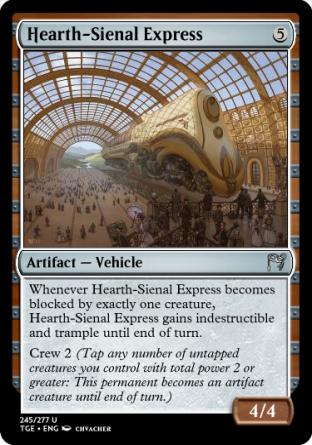 Hearth-Sienal Express 5
Artifact — Vehicle
Whenever Hearth-Sienal Express becomes
blocked by exactly one creature,
Hearth-Sienal Express gains indestructible
and trample until end of turn.
Crew 2 (Tap any number of untapped
creatures you control with total power 2 or
greater: This permanent becomes an artifact
creature until end of turn.)
4/4
245/277 U
TGE • ENG CHVACHER